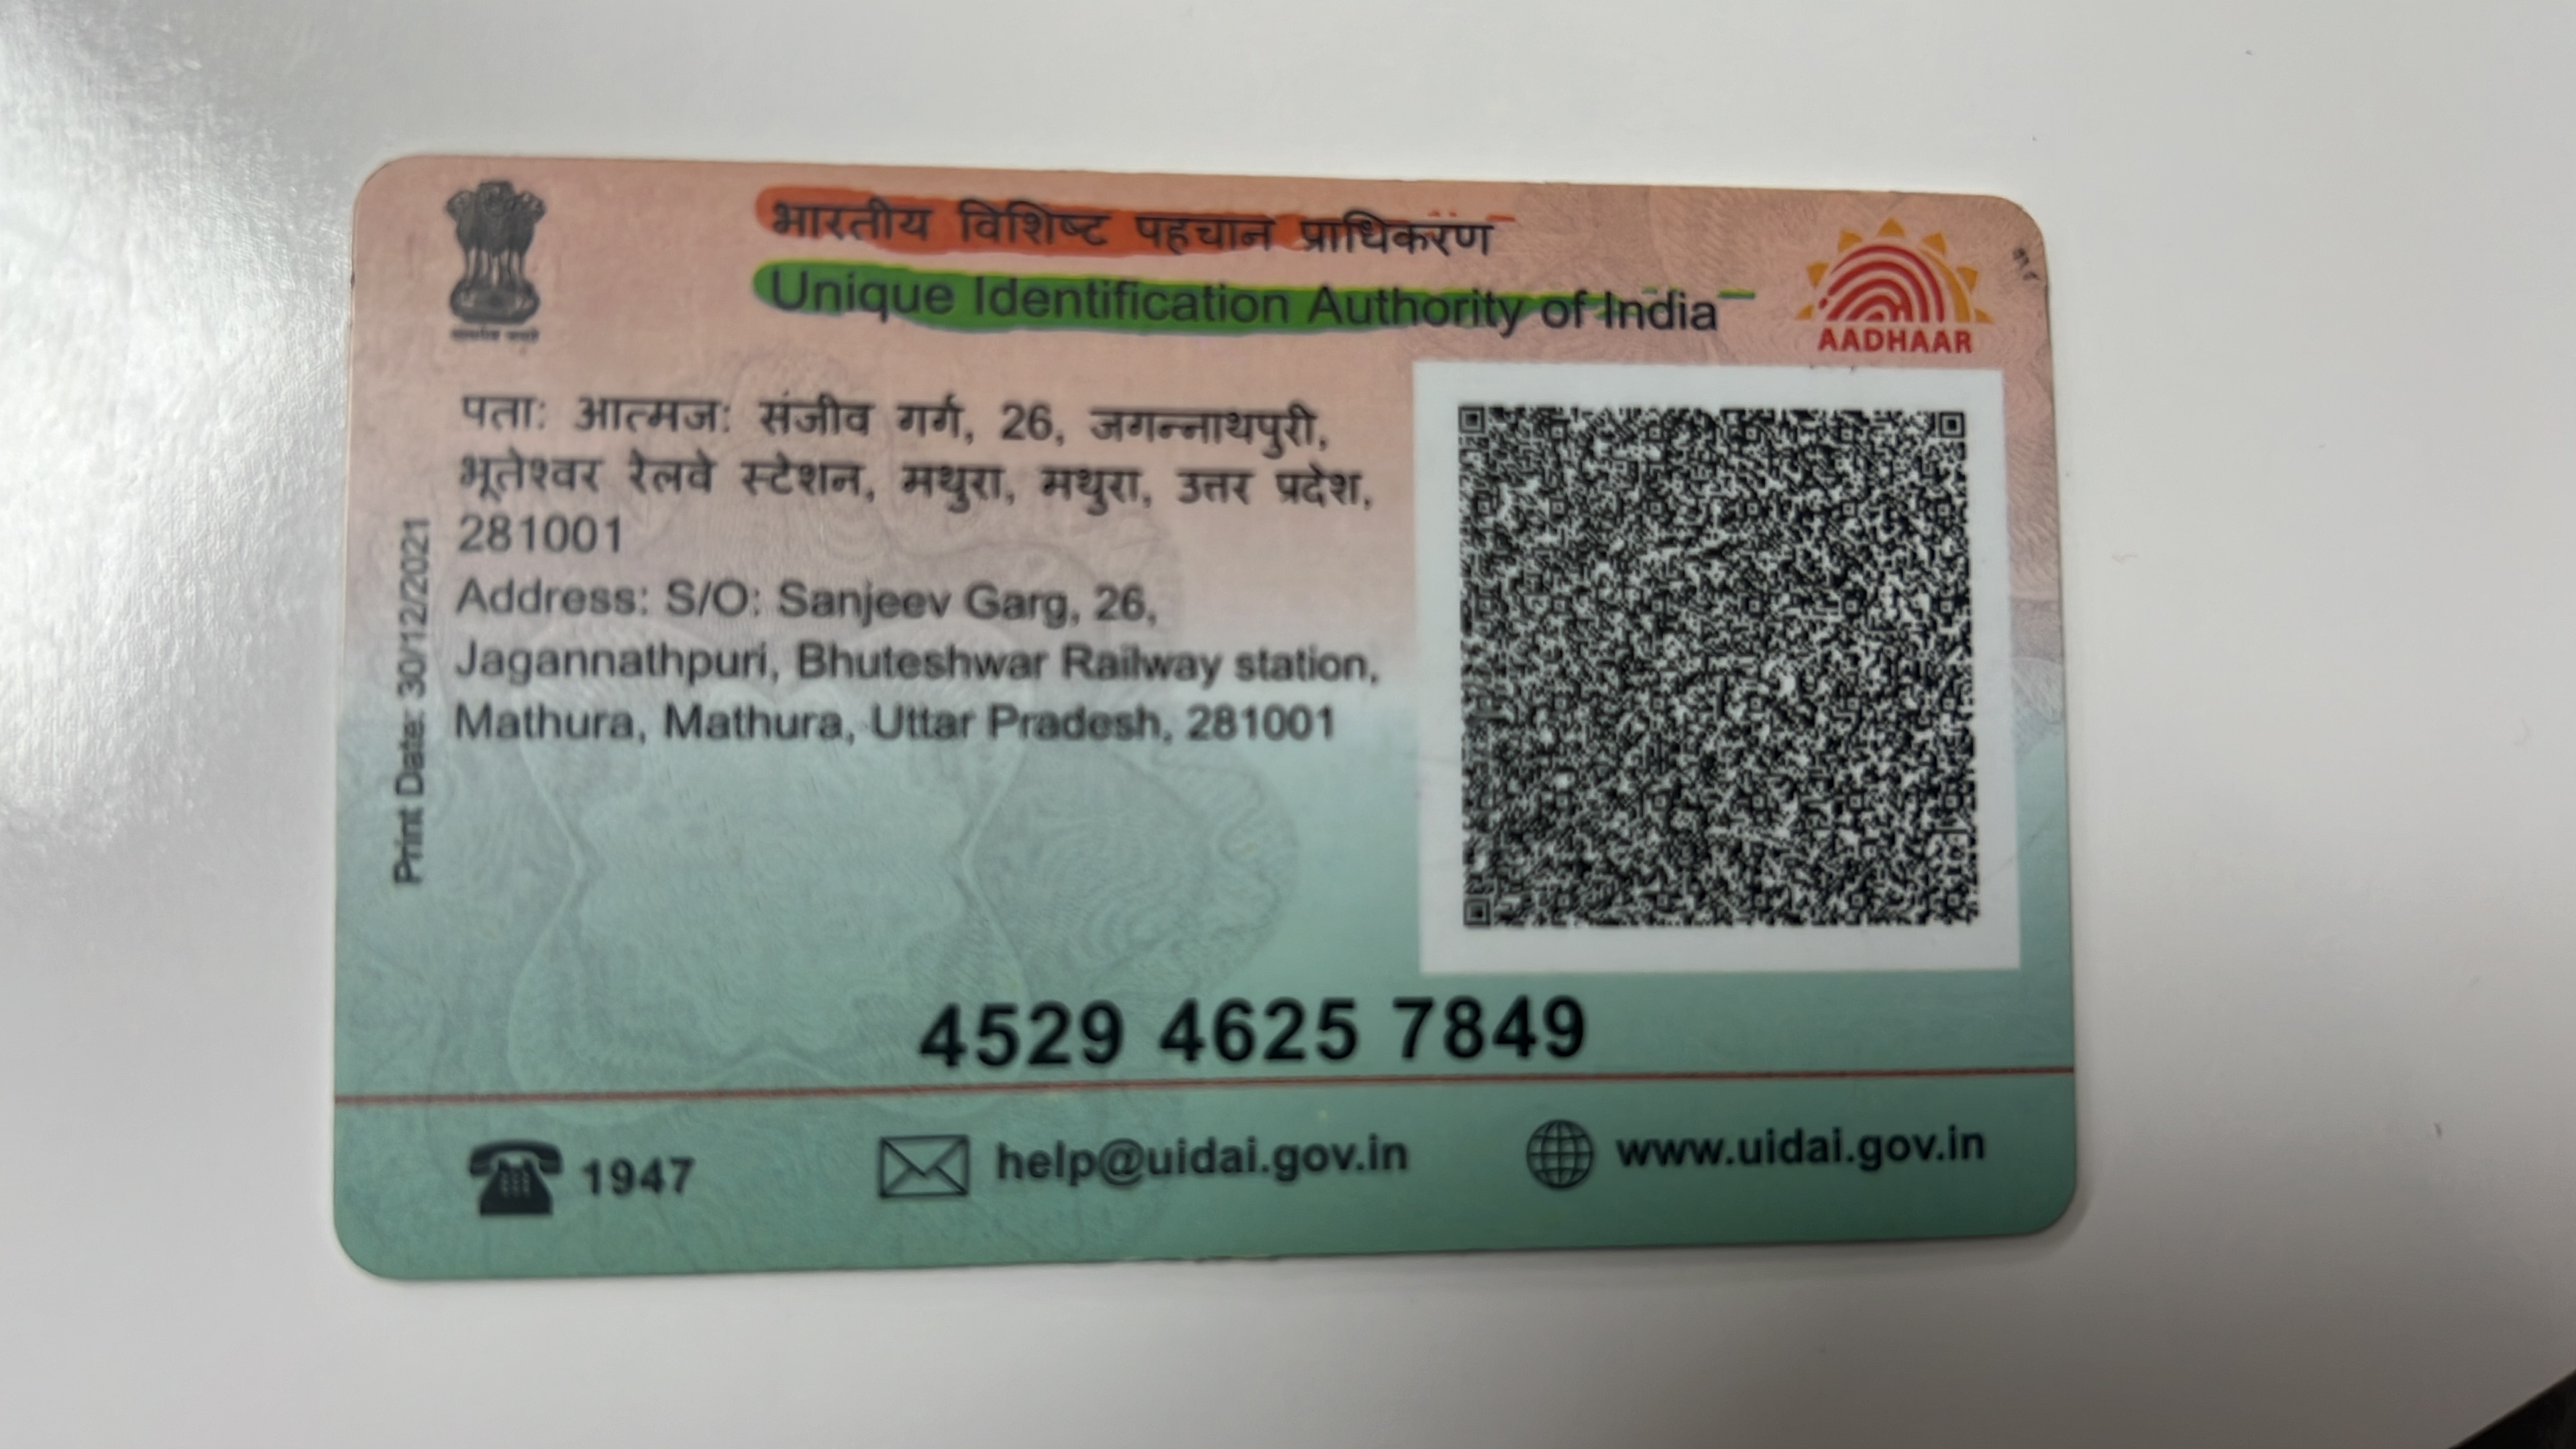 भारतीय विशिष्ट पहचान प्राधिकरण
Unique Identification Authority of India
AADHAAR
पता: आत्मज: संजीव गर्ग, 26, जगन्नाथपुरी,
भूतेश्वर रेलवे स्टेशन, मथुरा, मथुरा, उत्तर प्रदेश,
281001
Address: S/O: Sanjeev Garg, 26,
Jagannathpuri, Bhuteshwar Railway station,
Mathura, Mathura, Uttar Pradesh, 281001
Print Date: 30/12/2021
4529 4625 7849
1947
help@uidai.gov.in
www.uidai.gov.in